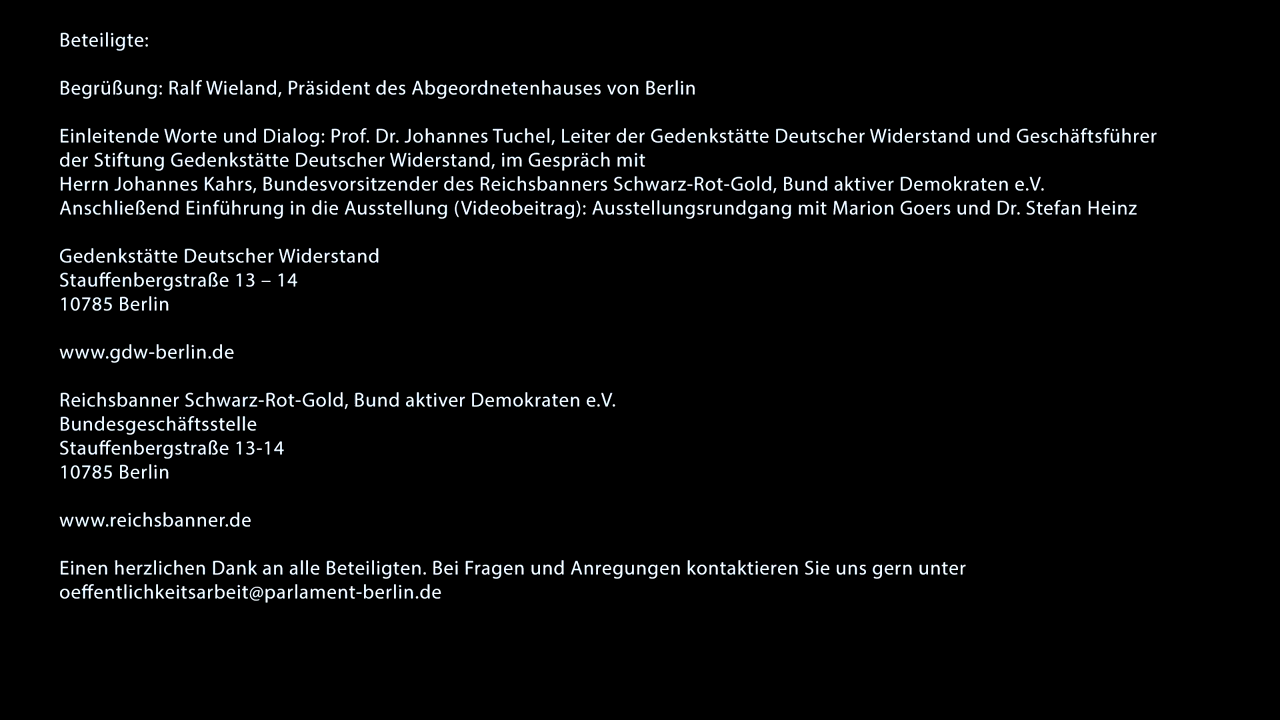 Beteiligte:
Begrüßung: Ralf Wieland, Präsident des Abgeordnetenhauses von Berlin
Einleitende Worte und Dialog: Prof. Dr. Johannes Tuchel, Leiter der Gedenkstätte Deutscher Widerstand und Geschäftsführer
der Stiftung Gedenkstätte Deutscher Widerstand, im Gespräch mit
Herrn Johannes Kahrs, Bundesvorsitzender des Reichsbanners Schwarz-Rot-Gold, Bund aktiver Demokraten e.V.
Anschließend Einführung in die Ausstellung (Videobeitrag): Ausstellungsrundgang mit Marion Goers und Dr. Stefan Heinz
Gedenkstätte Deutscher Widerstand
Stauffenbergstraße 13 – 14
10785 Berlin
www.gdw-berlin.de
Reichsbanner Schwarz-Rot-Gold, Bund aktiver Demokraten e.V.
Bundesgeschäftsstelle
Stauffenbergstraße 13-14
10785 Berlin
www.reichsbanner.de
Einen herzlichen Dank an alle Beteiligten. Bei Fragen und Anregungen kontaktieren Sie uns gern unter
oeffentlichkeitsarbeit@parlament-berlin.de